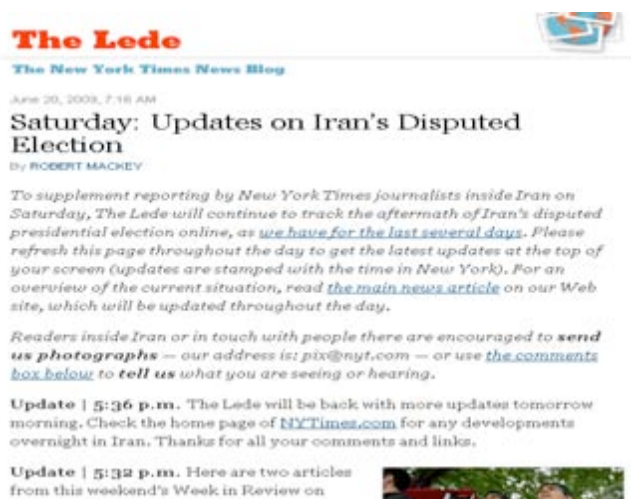 The Lede
The New York Times News Blog
June 20, 2009, 7:16 AM
Saturday: Updates on Iran's Disputed
Election
By ROBERT MACKEY
To supplement reporting by New York Times journalists inside Iran on
Saturday, The Lede will continue to track the aftermath of Iran's disputed
presidential election online, as we have for the last several days. Please
refresh this page throughout the day to get the latest updates at the top of
your screen (updates are stamped with the time in New York). For an
overview of the current situation, read the main news article on our Web
site, which will be updated throughout the day.
Readers inside Iran or in touch with people there are encouraged to send
us photographs — our address is: pix@nyt.com — or use the comments
box below to tell us what you are seeing or hearing.
Update | 5:36 p.m. The Lede will be back with more updates tomorrow
morning. Check the home page of NYTimes.com for any developments
overnight in Iran. Thanks for all your comments and links.
Update | 5:32 p.m. Here are two articles
from this weekend's Week in Review on